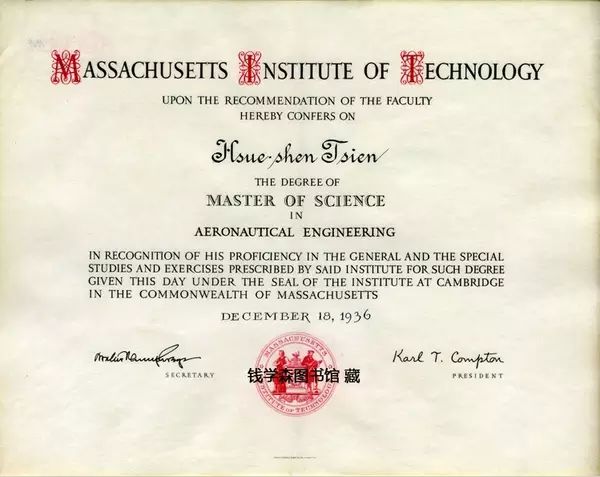 MASSACHUSETTS INSTITUTE OF TECHNOLOGY
UPON THE RECOMMENDATION OF THE FACULTY
HEREBY CONFERS ON
Hsue-shen Tsien
THE DEGREE OF
MASTER OF SCIENCE
IN
AERONAUTICAL ENGINEERING
IN RECOGNITION OF HIS PROFICIENCY IN THE GENERAL AND THE SPECIAL
STUDIES AND EXERCISES PRESCRIBED BY SAID INSTITUTE FOR SUCH DEGREE
GIVEN THIS DAY UNDER THE SEAL OF THE INSTITUTE AT CAMBRIDGE
IN THE COMMONWEALTH OF MASSACHUSETTS
DECEMBER 18, 1936
Karl T. Compton
SECRETARY
PRESIDENT
MASSACHUSETTS
INSTITUTE OF TECHNOLOGY
钱学森图书馆 藏